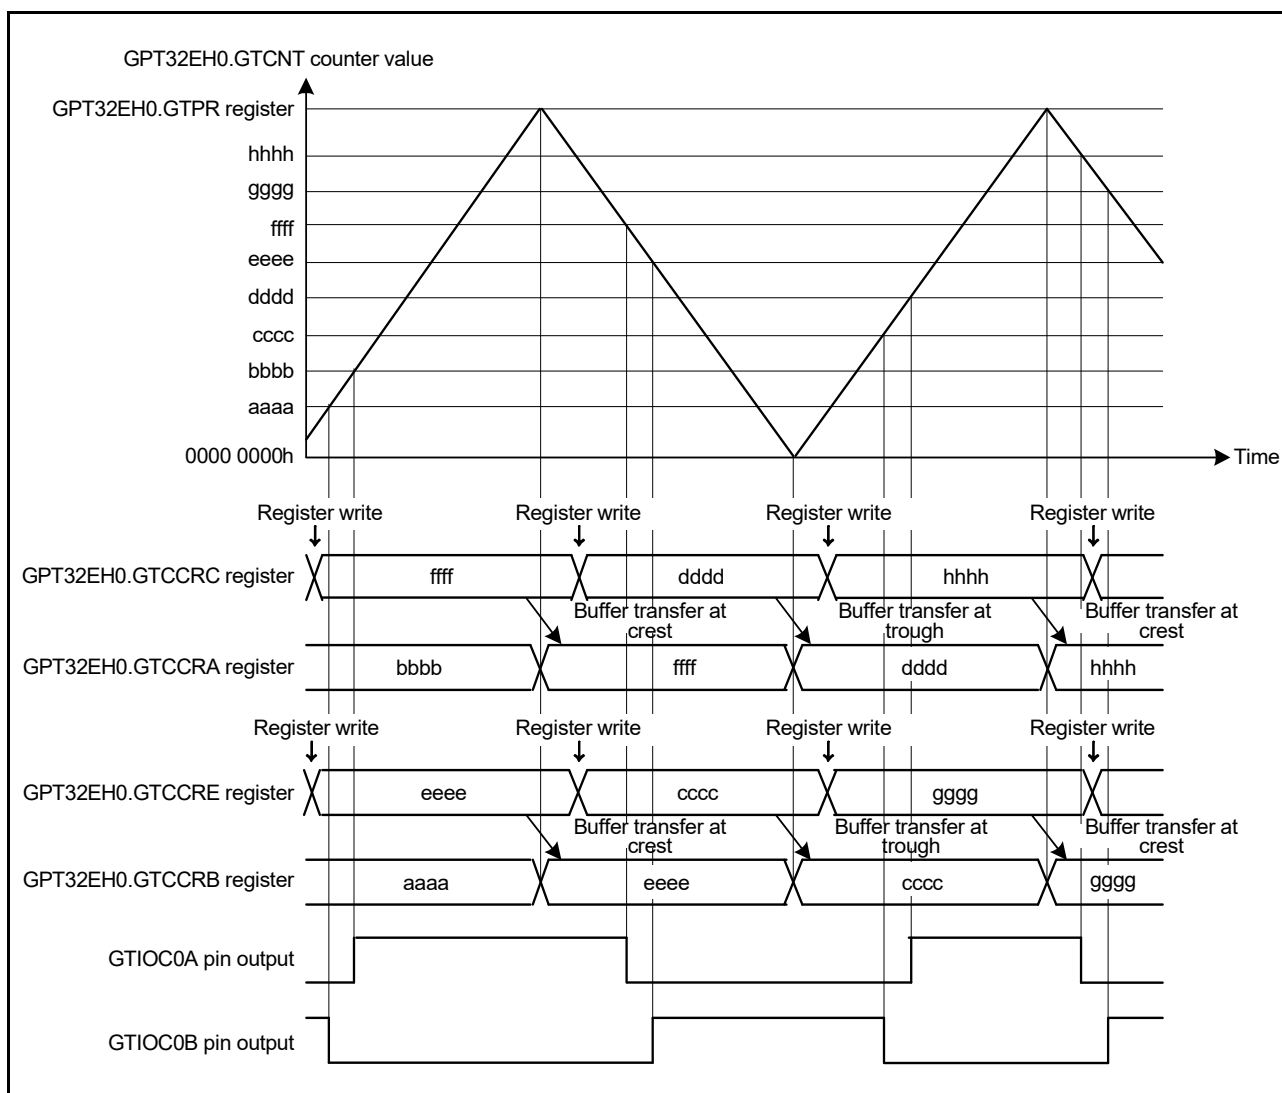 GPT32EH0.GTCNT counter value
GPT32EH0.GTPR register
hhhh
gggg
ffff
eeee
dddd
cccc
bbbb
aaaa
0000 0000h
Time
Register write Register write Register write Register write
GPT32EH0.GTCCRC register ffff dddd hhhh
Buffer transfer at crest Buffer transfer at trough Buffer transfer at crest
GPT32EH0.GTCCRA register bbbb ffff dddd hhhh
Register write Register write Register write Register write
GPT32EH0.GTCCRE register eeee cccc gggg
Buffer transfer at crest Buffer transfer at trough Buffer transfer at crest
GPT32EH0.GTCCRB register aaaa eeee cccc gggg
GTIOC0A pin output
GTIOC0B pin output